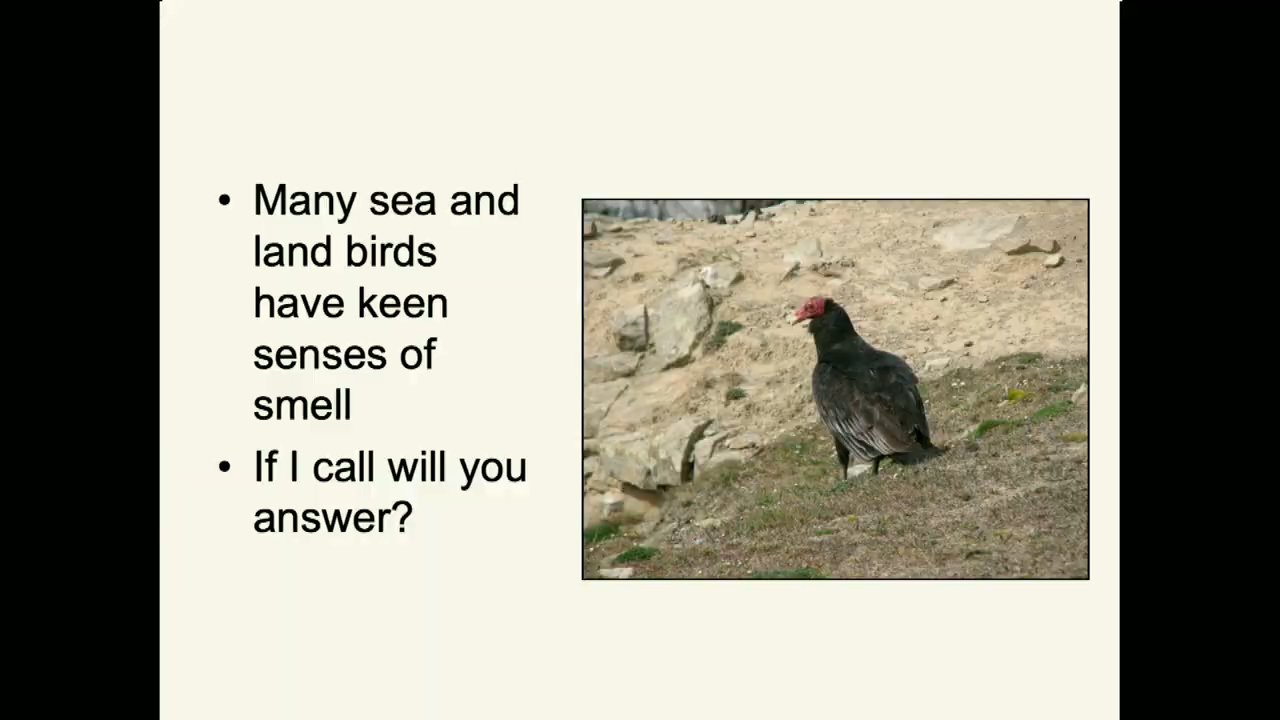 • Many sea and
land birds
have keen
senses of
smell
• If I call will you
answer?